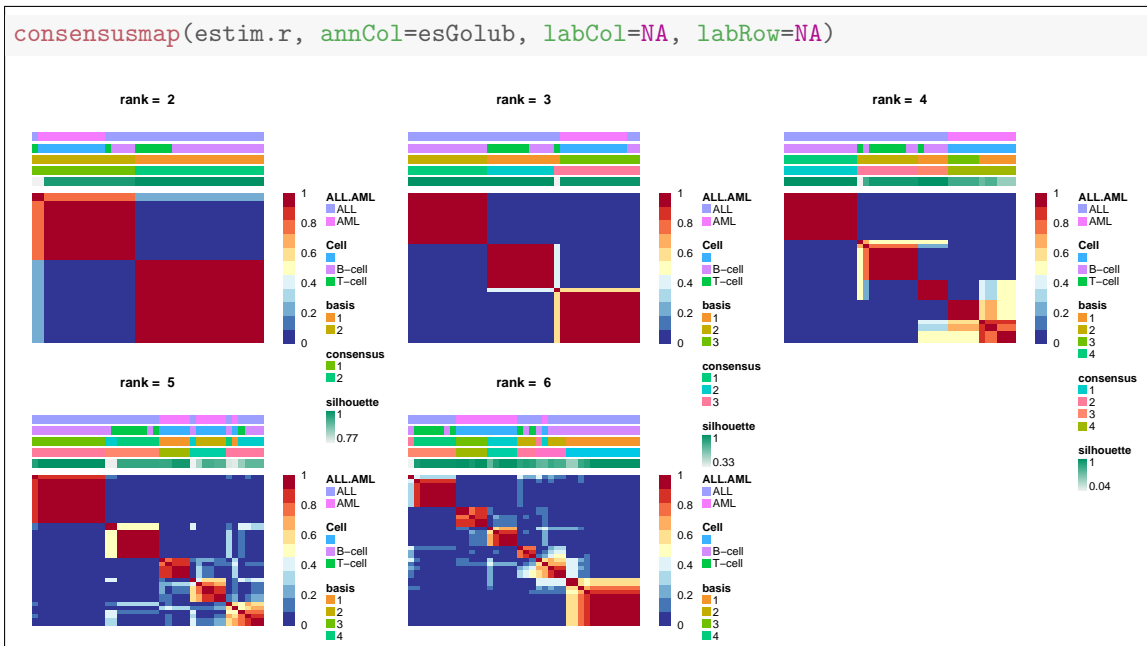 consensusmap(estim.r, annCol=esGolub, labCol=NA, labRow=NA)
rank = 2
1
0.8
0.6
0.4
0.2
0
ALL.AML
ALL
AML
Cell
B-cell
T-cell
basis
1
2
consensus
1
2
silhouette
1
0.77
rank = 3
1
0.8
0.6
0.4
0.2
0
ALL.AML
ALL
AML
Cell
B-cell
T-cell
basis
1
2
3
consensus
1
2
3
silhouette
1
0.33
rank = 4
1
0.8
0.6
0.4
0.2
0
ALL.AML
ALL
AML
Cell
B-cell
T-cell
basis
1
2
3
4
consensus
1
2
3
4
silhouette
1
0.04
rank = 5
1
0.8
0.6
0.4
0.2
0
ALL.AML
ALL
AML
Cell
B-cell
T-cell
basis
1
2
3
4
rank = 6
1
0.8
0.6
0.4
0.2
0
ALL.AML
ALL
AML
Cell
B-cell
T-cell
basis
1
2
3
4